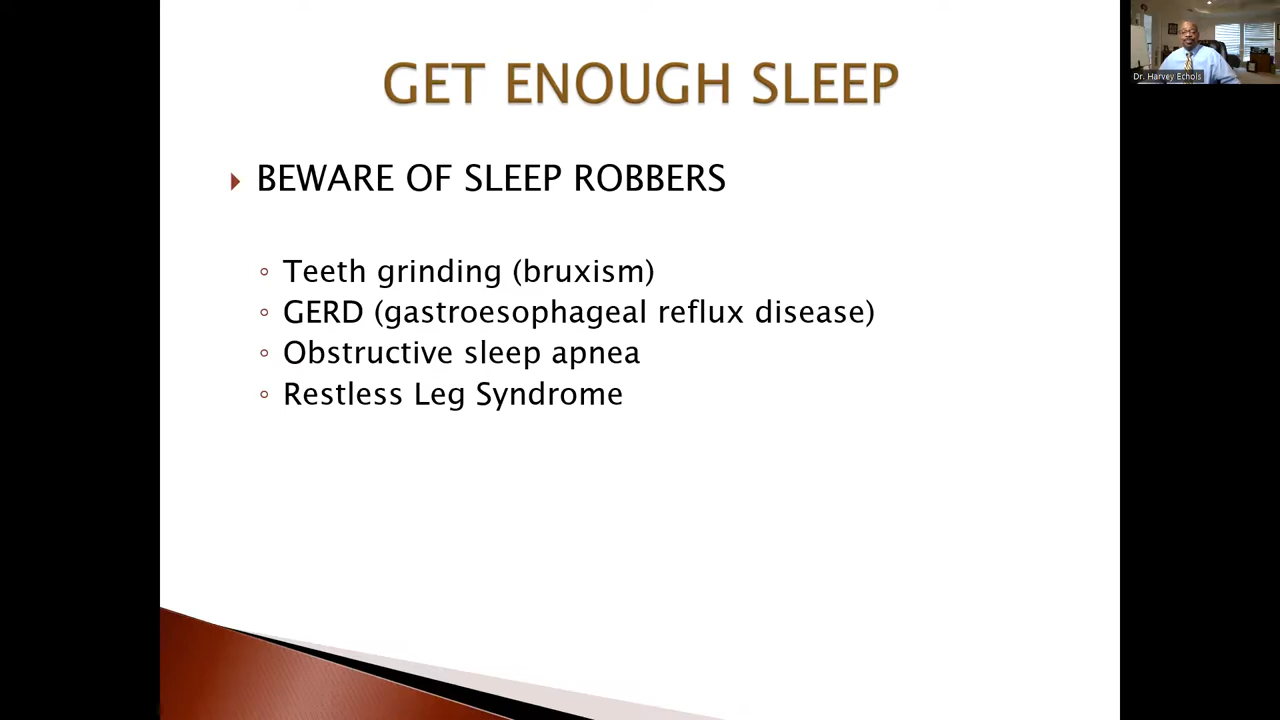 GET ENOUGH SLEEP
BEWARE OF SLEEP ROBBERS
Teeth grinding (bruxism)
GERD (gastroesophageal reflux disease)
Obstructive sleep apnea
Restless Leg Syndrome
Dr. Harvey Echols